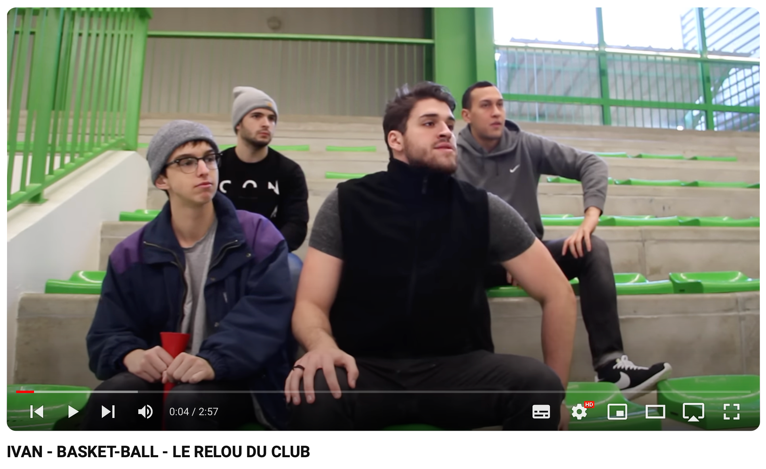 CON
0:04 / 2:57
HD
IVAN - BASKET-BALL - LE RELOU DU CLUB